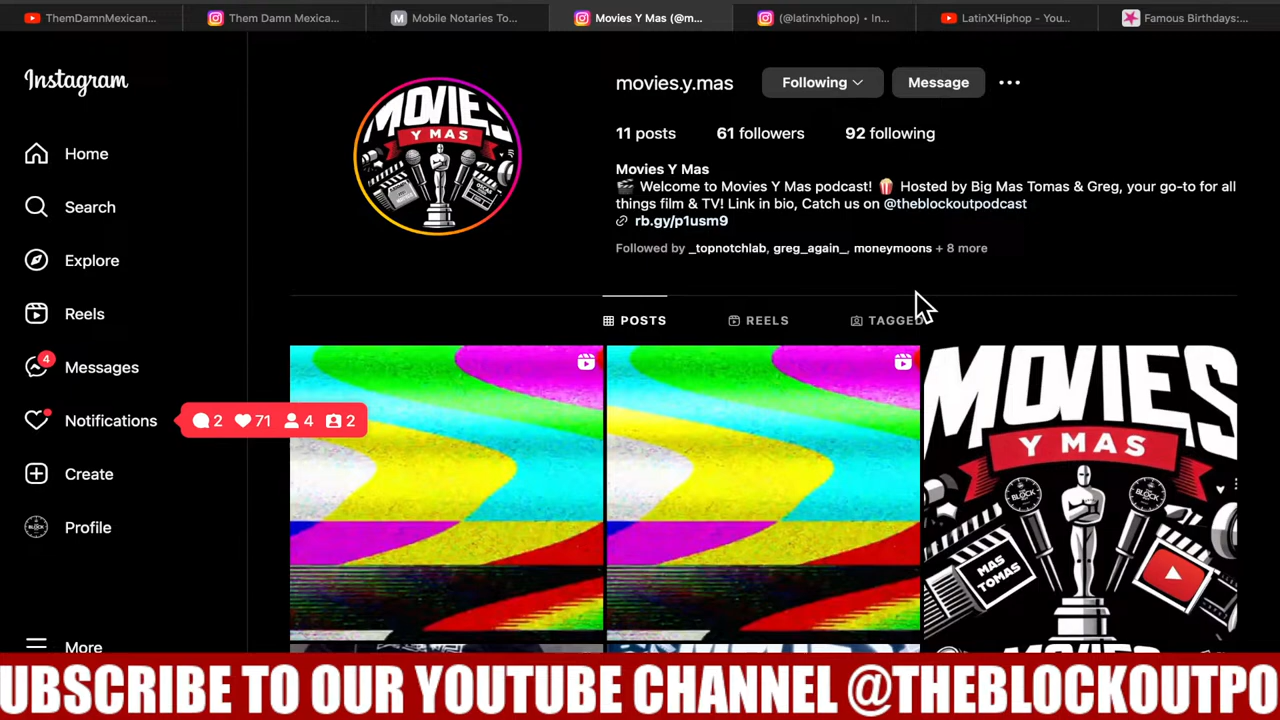 ThemDamnMexican...
Them Damn Mexica...
Mobile Notaries To...
Movies Y Mas (@m...
(@latinxhiphop) • In...
LatinXHiphop - You...
Famous Birthdays:...
Instagram
Home
Search
Explore
Reels
4
Messages
Notifications
2 71 4 2
Create
Profile
More
movies.y.mas Following Message
11 posts 61 followers 92 following
Movies Y Mas
🎬 Welcome to Movies Y Mas podcast! 🍿 Hosted by Big Mas Tomas & Greg, your go-to for all
things film & TV! Link in bio, Catch us on @theblockoutpodcast
rb.gy/p1usm9
Followed by _topnotchlab, greg_again_, moneymoons + 8 more
MOVIES
Y MAS
POSTS REELS TAGGED
MOVIES
Y MAS
BLOCK
BLOCK
MAS
TOMAS
UBSCRIBE TO OUR YOUTUBE CHANNEL @THEBLOCKOUTPO